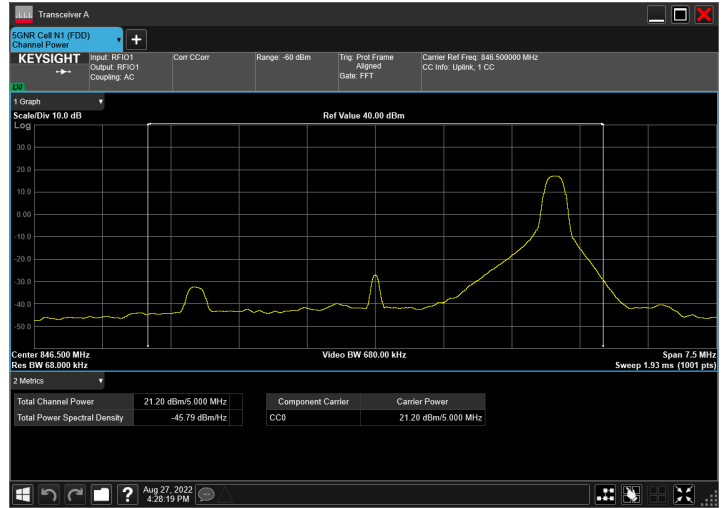 Transceiver A
5GNR Cell N1 (FDD)
Channel Power
KEYSIGHT
Input: RFIO1
Output: RFIO1
Coupling: AC
Corr CCorr
Range: -60 dBm
Trig: Prot Frame
Aligned
Gate: FFT
Carrier Ref Freq: 846.500000 MHz
CC Info: Uplink, 1 CC
LXI
1 Graph
Scale/Div 10.0 dB
Ref Value 40.00 dBm
Log
30.0
20.0
10.0
0.00
-10.0
-20.0
-30.0
-40.0
-50.0
Center 846.500 MHz
Video BW 680.00 kHz
Span 7.5 MHz
Res BW 68.000 kHz
Sweep 1.93 ms (1001 pts)
2 Metrics
Total Channel Power 21.20 dBm/5.000 MHz
Total Power Spectral Density -45.79 dBm/Hz
Component Carrier Carrier Power
CC0 21.20 dBm/5.000 MHz
?
Aug 27, 2022
4:28:19 PM